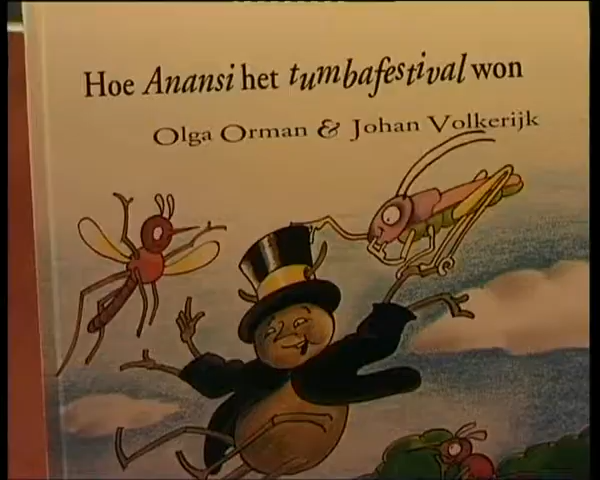 Hoe Anansi het tumbafestival won
Olga Orman & Johan Volkerijk